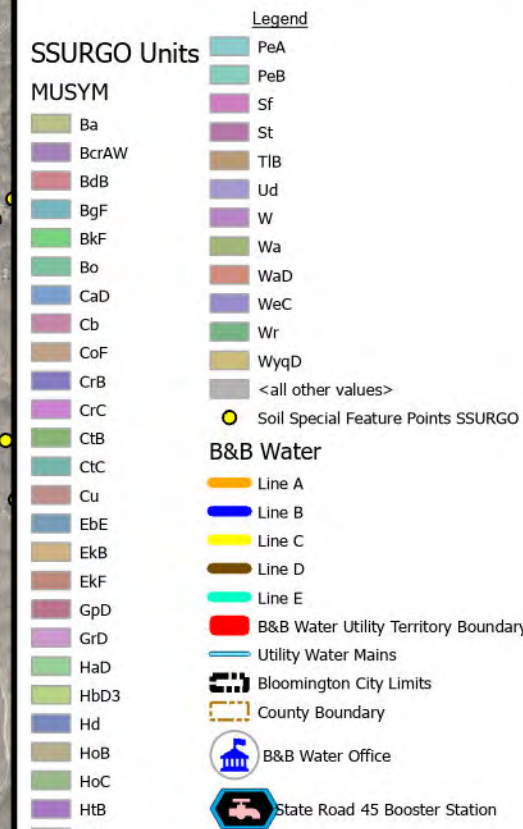 Legend
SSURGO Units
MUSYM
Ba
BcrAW
BdB
BgF
BkF
Bo
CaD
Cb
CoF
CrB
CrC
CtB
CtC
Cu
EbE
EkB
EkF
GpD
GrD
HaD
HbD3
Hd
HoB
HoC
HtB
PeA
PeB
Sf
St
TlB
Ud
W
Wa
WaD
WeC
Wr
WyqD
<all other values>
Soil Special Feature Points SSURGO
B&B Water
Line A
Line B
Line C
Line D
Line E
B&B Water Utility Territory Boundary
Utility Water Mains
Bloomington City Limits
County Boundary
B&B Water Office
State Road 45 Booster Station